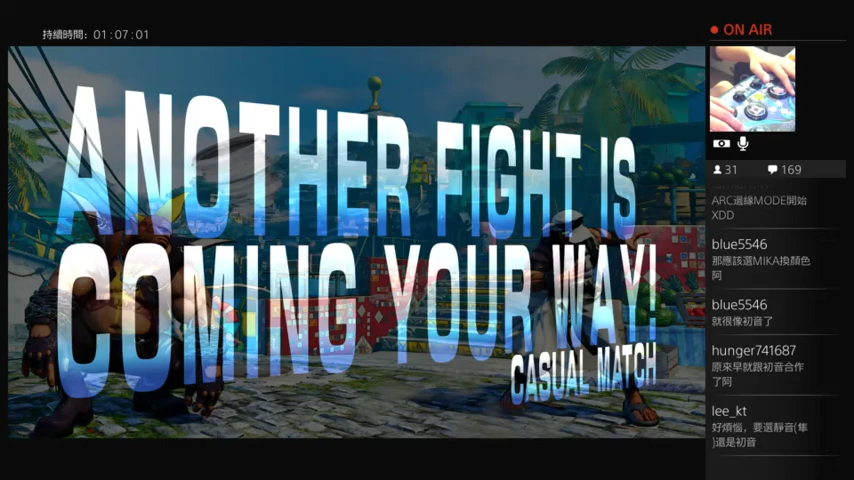 持續時間: 01:07:01
ON AIR
ANOTHER FIGHT IS
COMING YOUR WAY!
CASUAL MATCH
31
169
ARC邊緣MODE開始
XDD
blue5546
那應該選MIKA換顏色
阿
blue5546
就很像初音了
hunger741687
原來早就跟初音合作
了阿
lee_kt
好煩惱，要選靜音(隼
)還是初音